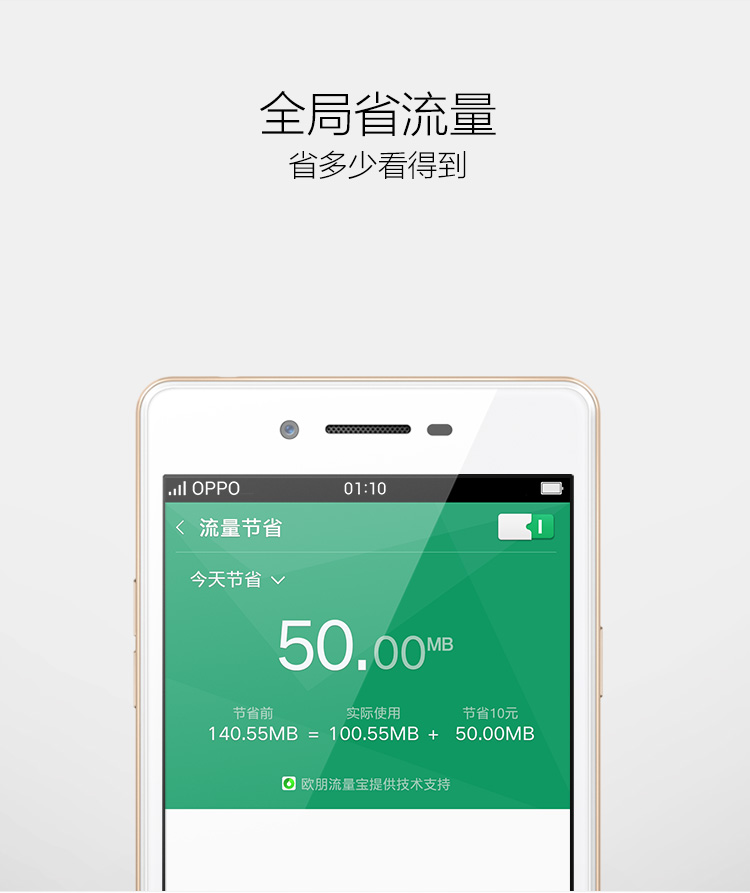 全局省流量
省多少看得到
OPPO 01:10
流量节省
今天节省
50.00MB
节省前 实际使用 节省10元
140.55MB = 100.55MB + 50.00MB
欧朋流量宝提供技术支持